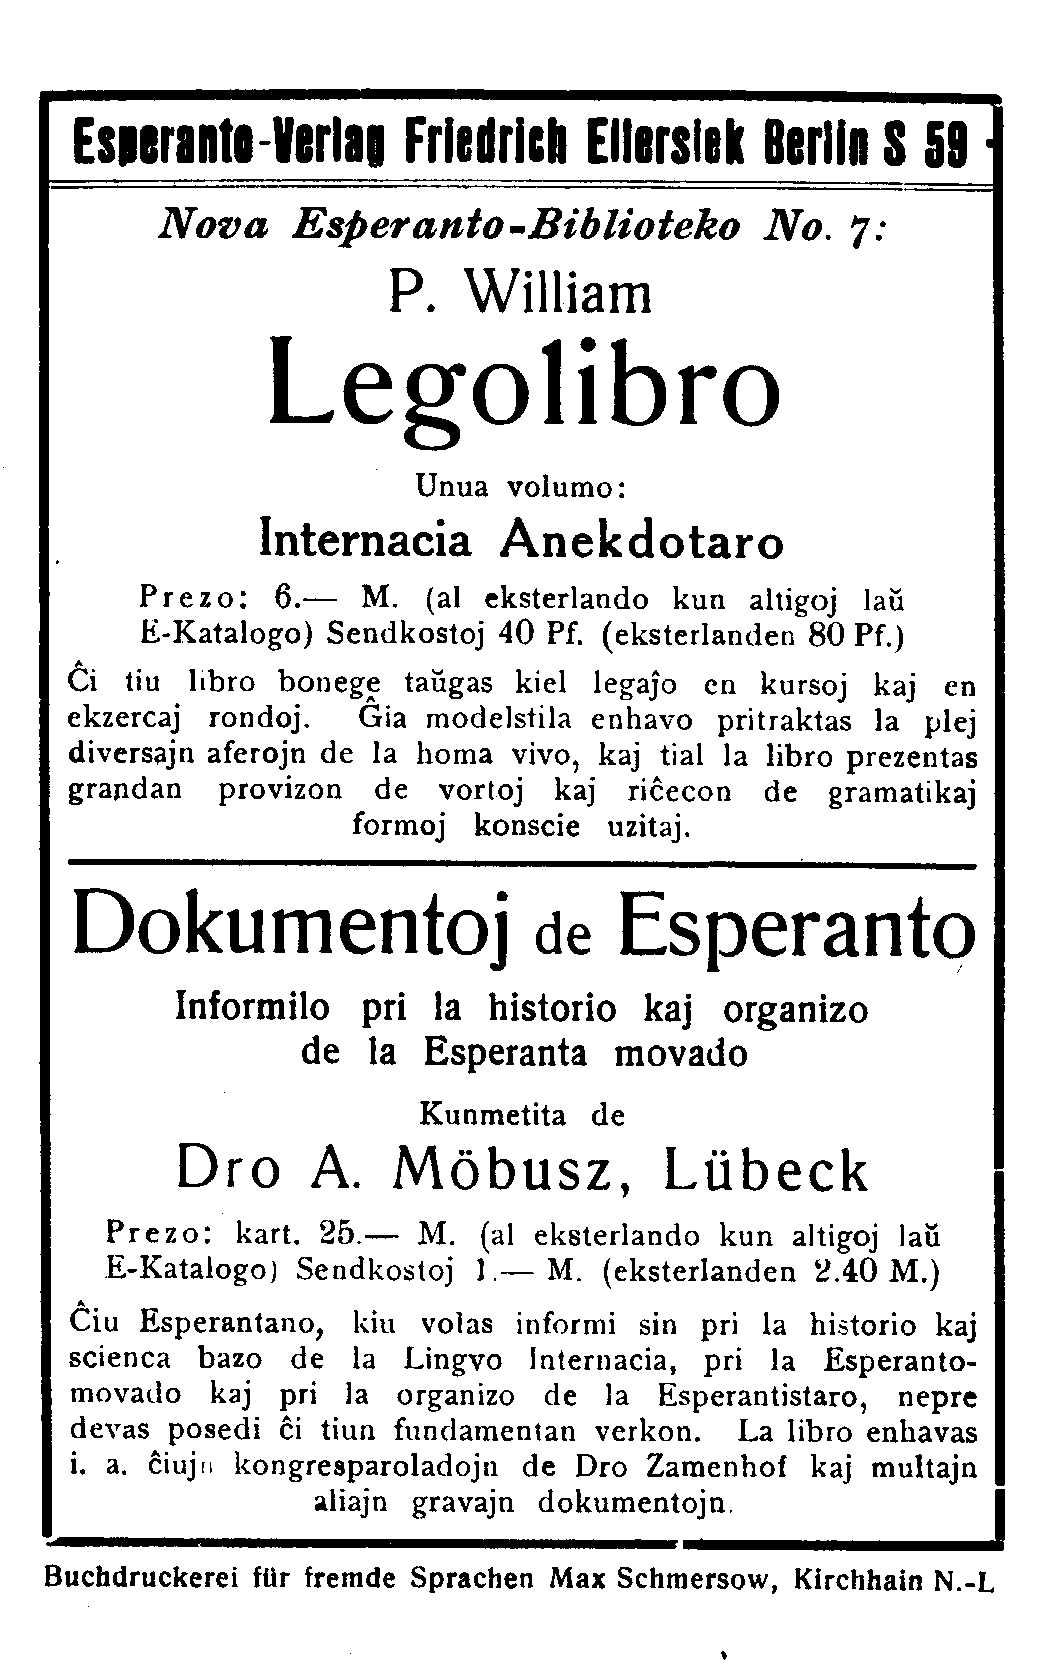 Esperanto-Verlag Friedrich Ellersiek Berlin S 59
Nova Esperanto-Biblioteko No. 7:
P. William
Legolibro
Unua volumo:
Internacia Anekdotaro
Prezo: 6.— M. (al eksterlando kun altigoj laŭ
E-Katalogo) Sendkostoj 40 Pf. (eksterlanden 80 Pf.)
Ĉi tiu libro bonege taŭgas kiel legaĵo en kursoj kaj en
ekzercaj rondoj. Ĝia modelstila enhavo pritraktas la plej
diversajn aferojn de la homa vivo, kaj tial la libro prezentas
grandan provizon de vortoj kaj riĉecon de gramatikaj
formoj konscie uzitaj.
Dokumentoj de Esperanto
Informilo pri la historio kaj organizo
de la Esperanta movado
Kunmetita de
Dro A. Möbusz, Lübeck
Prezo: kart. 25.— M. (al eksterlando kun altigoj laŭ
E-Katalogo) Sendkostoj 1.— M. (eksterlanden 2.40 M.)
Ĉiu Esperantano, kiu volas informi sin pri la historio kaj
scienca bazo de la Lingvo Internacia, pri la Esperanto-
movado kaj pri la organizo de la Esperantistaro, nepre
devas posedi ĉi tiun fundamentan verkon. La libro enhavas
i. a. ĉiujn kongresparoladojn de Dro Zamenhof kaj multajn
aliajn gravajn dokumentojn.
Buchdruckerei für fremde Sprachen Max Schmersow, Kirchhain N.-L